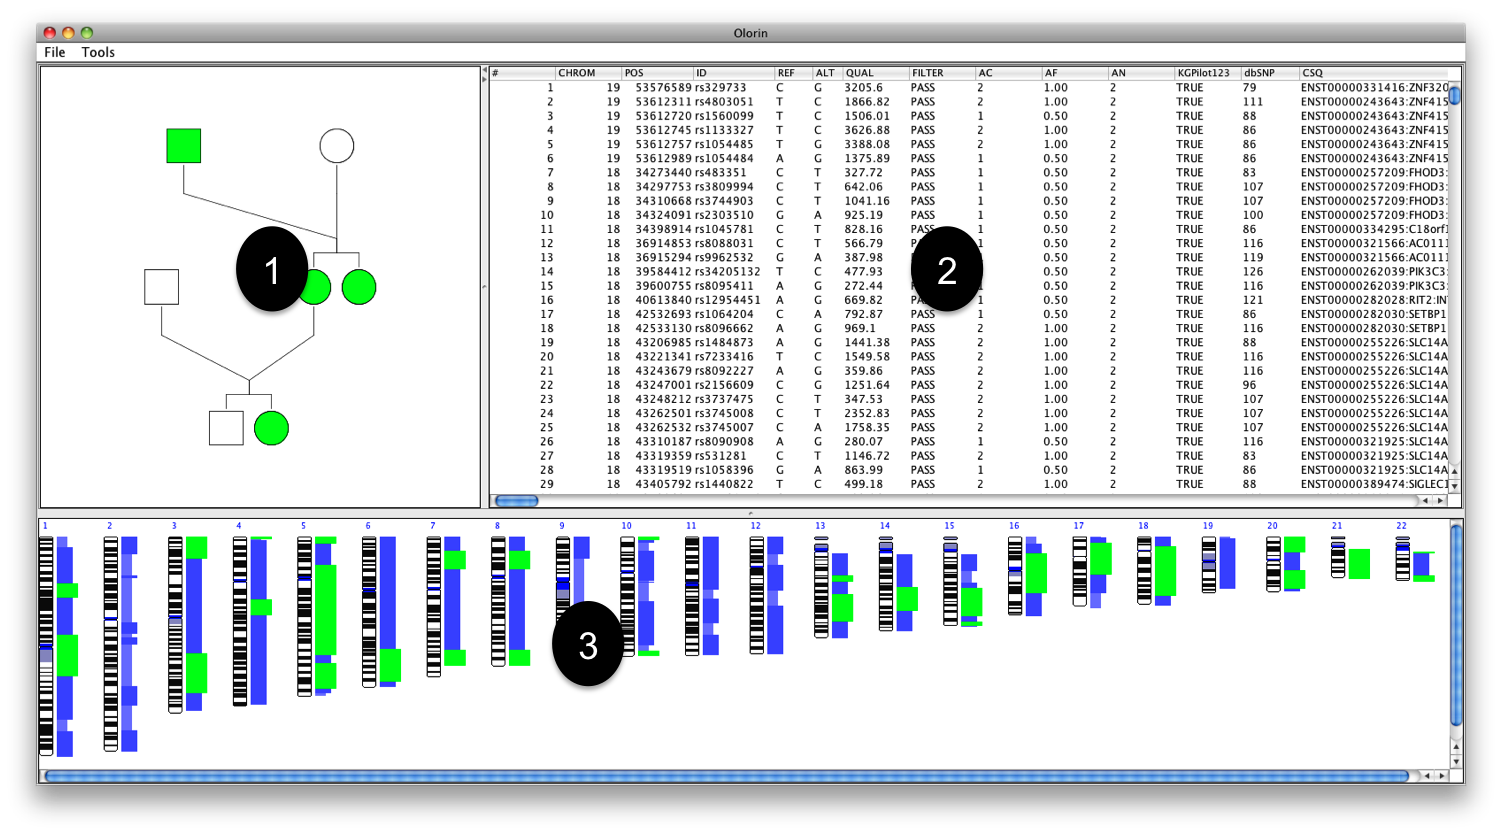 Olorin
File Tools
1
# CHROM POS ID REF ALT QUAL FILTER AC AF AN KGPilot123 dbSNP CSQ
1 19 53576589 rs329733 C G 3205.6 PASS 2 1.00 2 TRUE 79 ENST00000331416:ZNF320
2 19 53612311 rs4803051 T C 1866.82 PASS 2 1.00 2 TRUE 111 ENST00000243643:ZNF415
3 19 53612720 rs1560099 T C 1506.01 PASS 1 0.50 2 TRUE 88 ENST00000243643:ZNF415
4 19 53612745 rs1133327 T C 3626.88 PASS 2 1.00 2 TRUE 86 ENST00000243643:ZNF415
5 19 53612757 rs1054485 T G 3388.08 PASS 2 1.00 2 TRUE 86 ENST00000243643:ZNF415
6 19 53612989 rs1054484 A G 1375.89 PASS 1 0.50 2 TRUE 86 ENST00000243643:ZNF415
7 18 34273440 rs483351 C T 327.72 PASS 1 0.50 2 TRUE 83 ENST00000257209:FHOD3:
8 18 34297753 rs3809994 C T 642.06 PASS 1 0.50 2 TRUE 107 ENST00000257209:FHOD3:
9 18 34310668 rs3744903 C T 1041.16 PASS 1 0.50 2 TRUE 107 ENST00000257209:FHOD3:
10 18 34324091 rs2303510 G A 925.19 PASS 1 0.50 2 TRUE 100 ENST00000257209:FHOD3:
11 18 34398914 rs1045781 C T 828.16 PASS 1 0.50 2 TRUE 86 ENST00000334295:C18orf1
12 18 36914853 rs8088031 C T 566.79 0.50 2 TRUE 116 ENST00000321566:AC0111
13 18 36915294 rs9962532 G A 387.98 0.50 2 TRUE 119 ENST00000321566:AC0111
14 18 39584412 rs34205132 T C 477.93 0.50 2 TRUE 126 ENST00000262039:PIK3C3:
15 18 39600755 rs8095411 A G 272.44 0.50 2 TRUE 116 ENST00000262039:PIK3C3:
16 18 40613840 rs12954451 A G 669.82 PASS 1 0.50 2 TRUE 121 ENST00000282028:RIT2:IN
17 18 42532693 rs1064204 C A 792.87 PASS 1 0.50 2 TRUE 86 ENST00000282030:SETBP1
18 18 42533130 rs8096662 A G 969.1 PASS 2 1.00 2 TRUE 116 ENST00000282030:SETBP1
19 18 43206985 rs1484873 A G 1441.38 PASS 2 1.00 2 TRUE 88 ENST00000255226:SLC14A
20 18 43221341 rs7233416 T C 1549.58 PASS 2 1.00 2 TRUE 116 ENST00000255226:SLC14A
21 18 43243679 rs8092227 A G 359.86 PASS 2 1.00 2 TRUE 116 ENST00000255226:SLC14A
22 18 43247001 rs2156609 C G 1251.64 PASS 2 1.00 2 TRUE 96 ENST00000255226:SLC14A
23 18 43248212 rs3737475 C T 347.53 PASS 2 1.00 2 TRUE 107 ENST00000255226:SLC14A
24 18 43262501 rs3745008 C T 2352.83 PASS 2 1.00 2 TRUE 107 ENST00000255226:SLC14A
25 18 43262532 rs3745007 C A 1758.35 PASS 2 1.00 2 TRUE 107 ENST00000255226:SLC14A
26 18 43310187 rs8090908 A G 280.07 PASS 1 0.50 2 TRUE 116 ENST00000321925:SLC14A
27 18 43319359 rs531281 C T 1146.72 PASS 2 1.00 2 TRUE 83 ENST00000321925:SLC14A
28 18 43319519 rs1058396 G A 863.99 PASS 1 0.50 2 TRUE 86 ENST00000321925:SLC14A
29 18 43405792 rs1440822 T C 499.18 PASS 2 1.00 2 TRUE 88 ENST00000389474:SIGLEC1
2
1 2 3 4 5 6 7 8 9 10 11 12 13 14 15 16 17 18 19 20 21 22
3